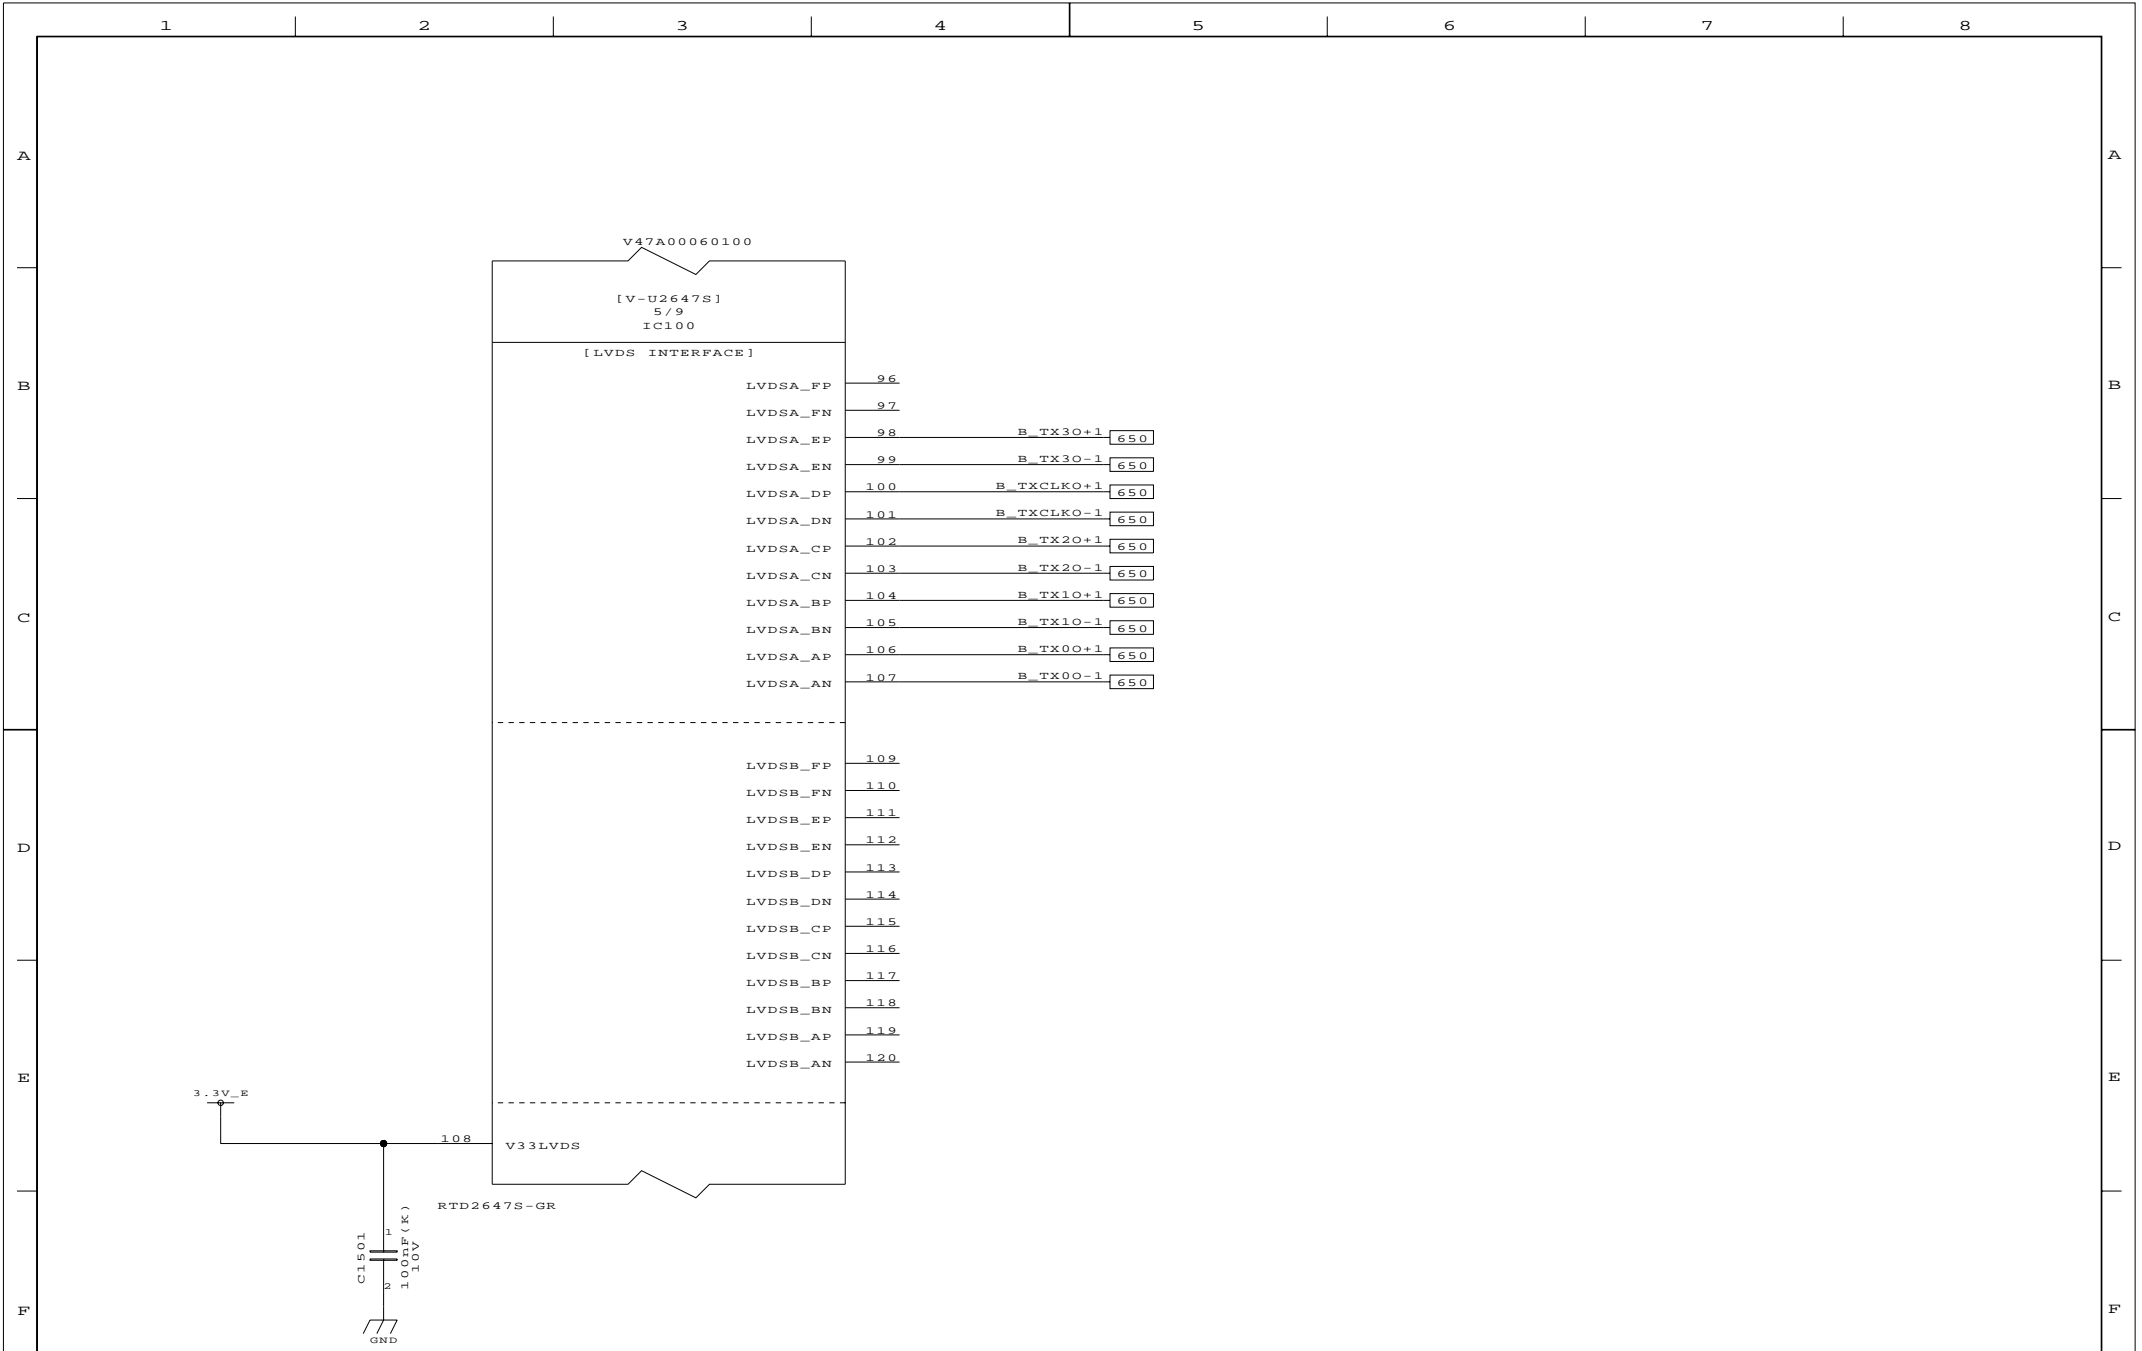 1 2 3 4 5 6 7 8
A A
V47A00060100
[V-U2647S]
5/9
IC100
[LVDS INTERFACE]
B B
LVDSA_FP 96
LVDSA_FN 97
LVDSA_EP 98 B_TX3O+1 650
LVDSA_EN 99 B_TX3O-1 650
LVDSA_DP 100 B_TXCLKO+1 650
LVDSA_DN 101 B_TXCLKO-1 650
LVDSA_CP 102 B_TX2O+1 650
LVDSA_CN 103 B_TX2O-1 650
LVDSA_BP 104 B_TX1O+1 650
C C
LVDSA_BN 105 B_TX1O-1 650
LVDSA_AP 106 B_TX0O+1 650
LVDSA_AN 107 B_TX0O-1 650
LVDSB_FP 109
LVDSB_FN 110
LVDSB_EP 111
LVDSB_EN 112
D D
LVDSB_DP 113
LVDSB_DN 114
LVDSB_CP 115
LVDSB_CN 116
LVDSB_BP 117
LVDSB_BN 118
LVDSB_AP 119
LVDSB_AN 120
E E
3.3V_E
108 V33LVDS
RTD2647S-GR
C1501
1
2
100nF(K)
10V
F F
GND